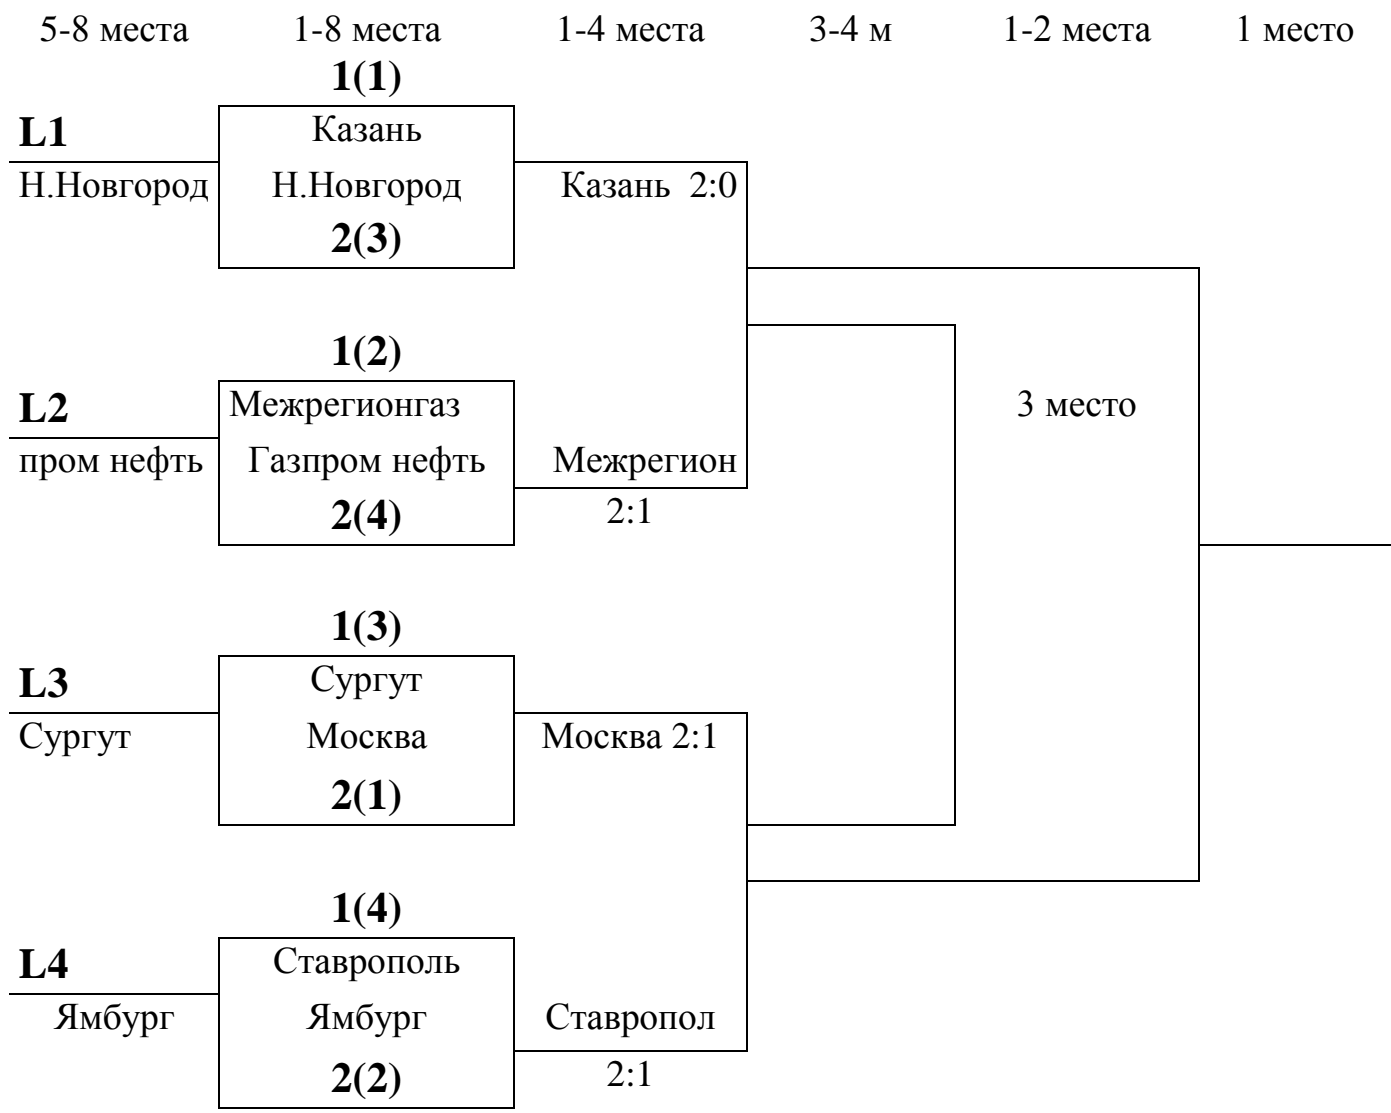 5-8 места 1-8 места 1-4 места 3-4 м 1-2 места 1 место
1(1)
L1 Казань
Н.Новгород Н.Новгород Казань 2:0
2(3)
1(2)
L2 Межрегионгаз 3 место
пром нефть Газпром нефть Межрегион
2(4) 2:1
1(3)
L3 Сургут
Сургут Москва Москва 2:1
2(1)
1(4)
L4 Ставрополь
Ямбург Ямбург Ставропол
2(2) 2:1